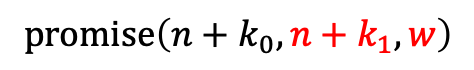 promise(n + k₀, n + k₁, w)